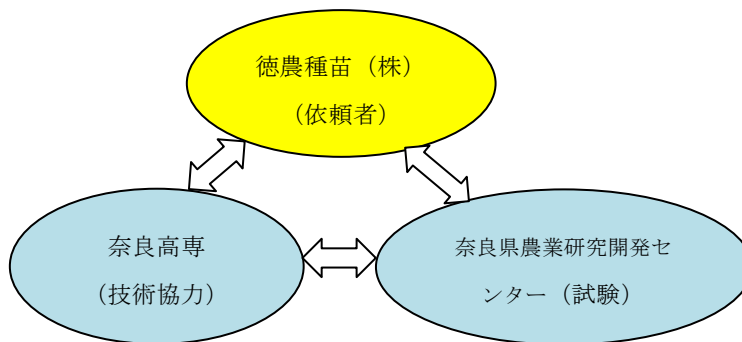 徳農種苗（株）
（依頼者）
奈良高専
（技術協力）
奈良県農業研究開発セ
ンター（試験）